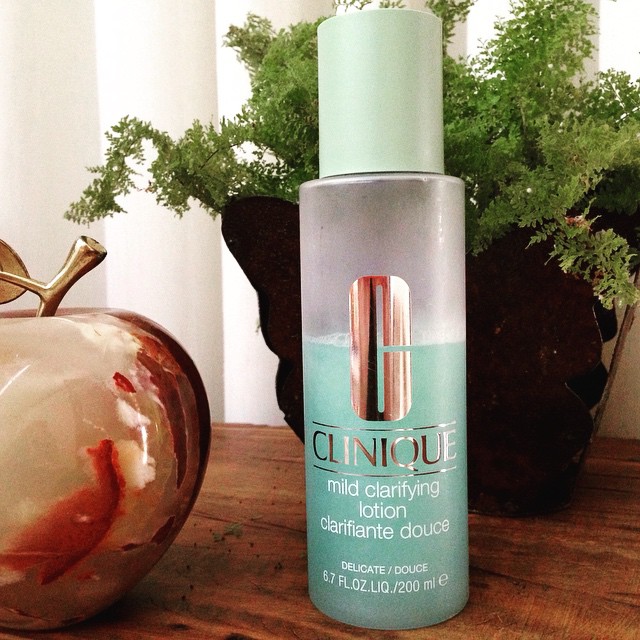 CLINIQUE
mild clarifying
lotion
clarifiante douce
DELICATE / DOUCE
6.7 FL.OZ.LIQ./200 ml ℮